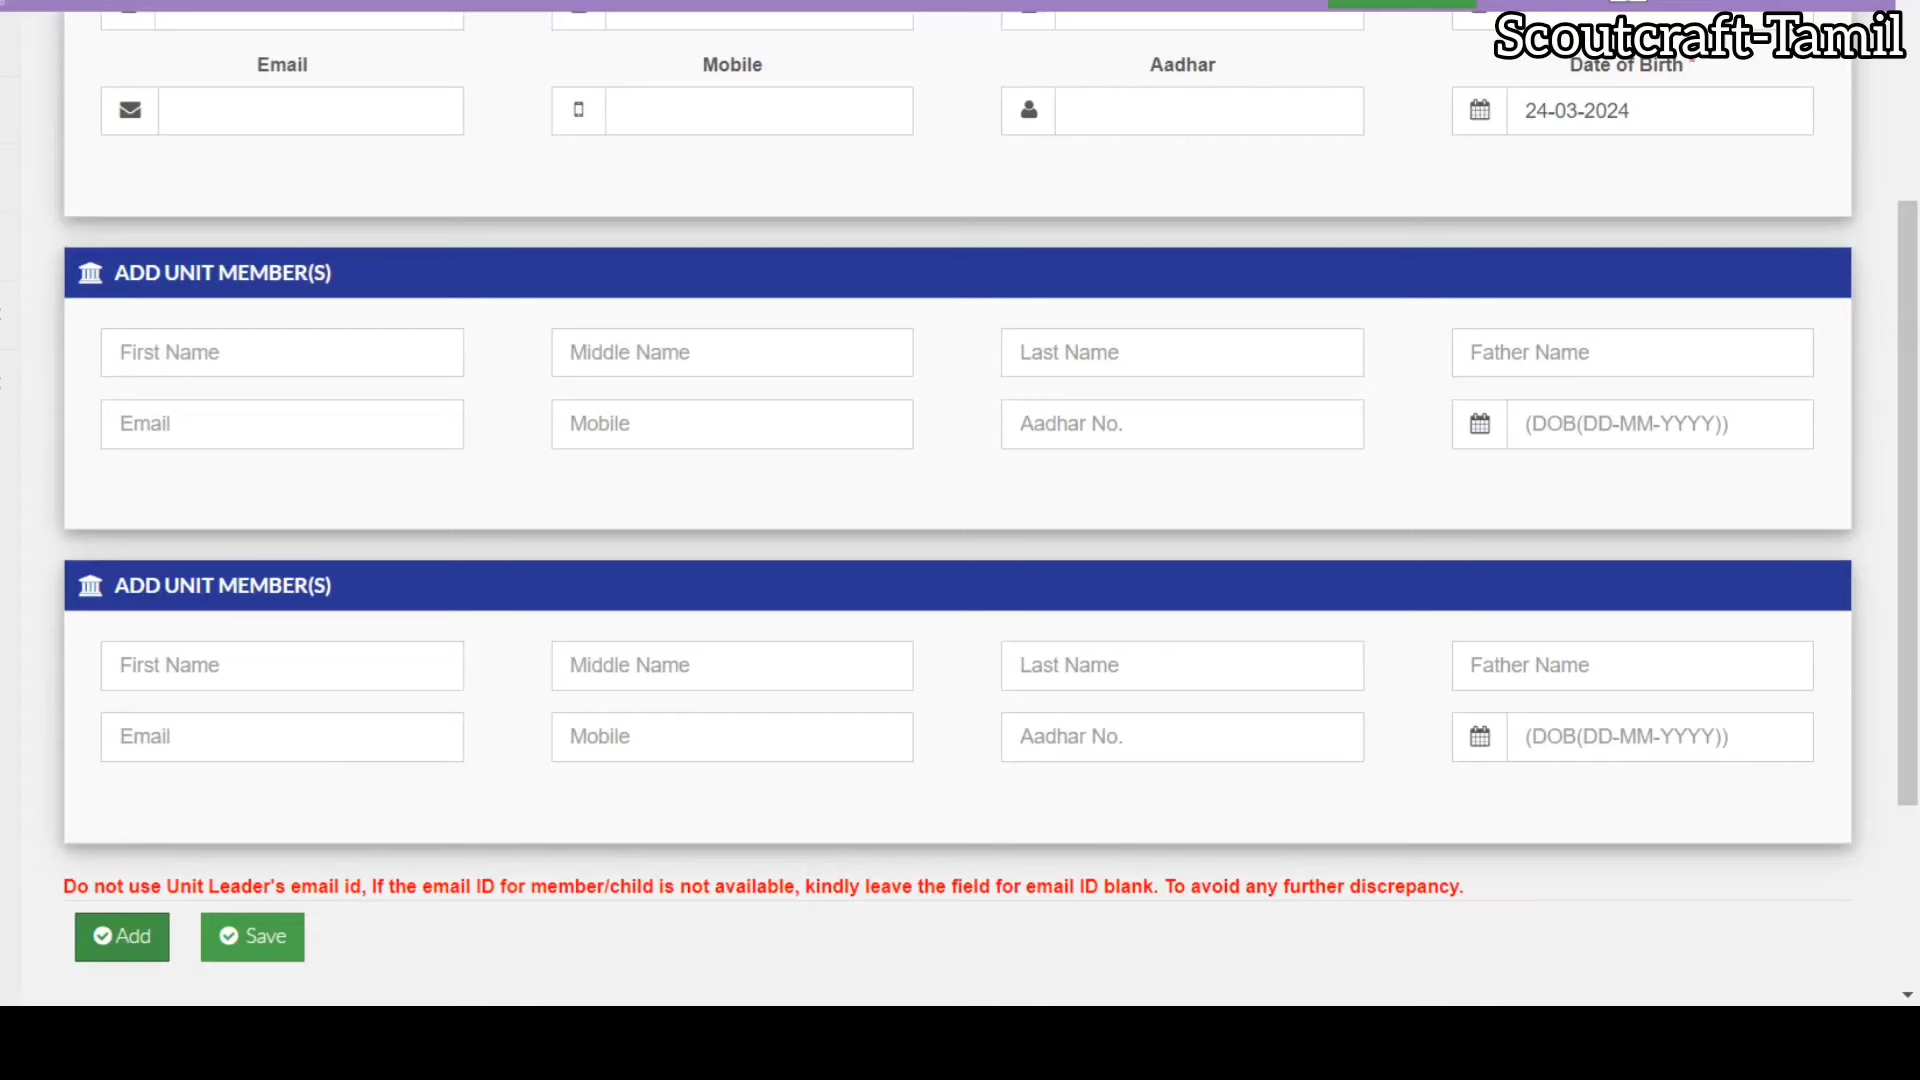 Scoutcraft-Tamil
Email Mobile Aadhar Date of Birth *
24-03-2024
ADD UNIT MEMBER(S)
First Name Middle Name Last Name Father Name
Email Mobile Aadhar No. (DOB(DD-MM-YYYY))
ADD UNIT MEMBER(S)
First Name Middle Name Last Name Father Name
Email Mobile Aadhar No. (DOB(DD-MM-YYYY))
Do not use Unit Leader's email id, If the email ID for member/child is not available, kindly leave the field for email ID blank. To avoid any further discrepancy.
Add Save